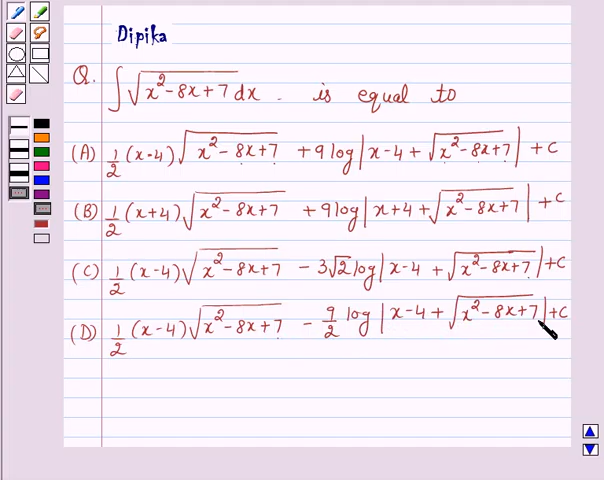 Dipika
Q. ∫√(x²-8x+7) dx . is equal to
(A) 1/2 (x-4)√(x²-8x+7) + 9 log|x-4+√(x²-8x+7)| + c
(B) 1/2 (x+4)√(x²-8x+7) + 9 log|x+4+√(x²-8x+7)| + c
(C) 1/2 (x-4)√(x²-8x+7) - 3√2 log|x-4+√(x²-8x+7)| + c
(D) 1/2 (x-4)√(x²-8x+7) - 9/2 log|x-4+√(x²-8x+7)| + c